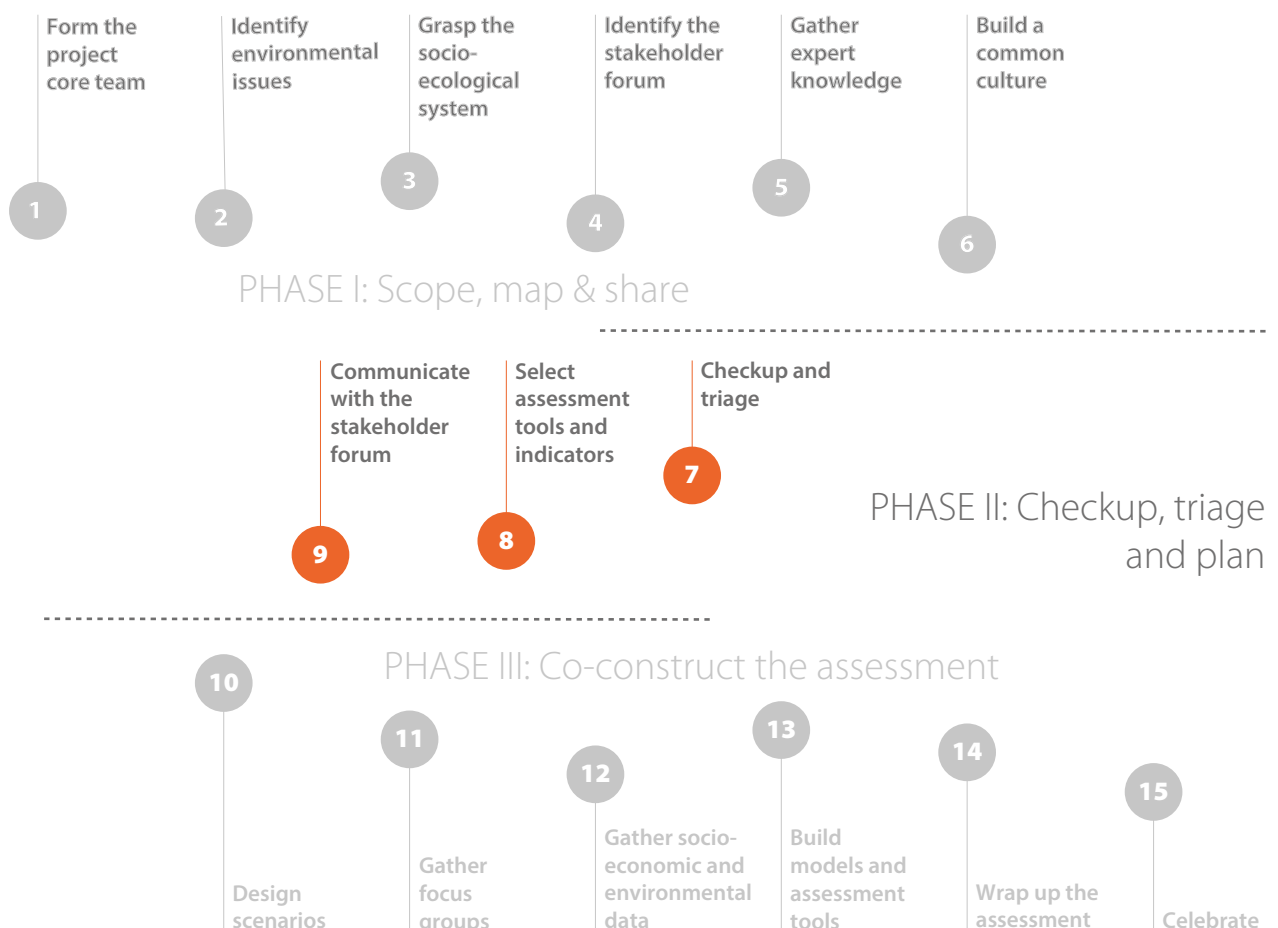 Form the
project
core team
1
Identify
environmental
issues
2
Grasp the
socio-
ecological
system
3
Identify the
stakeholder
forum
4
Gather
expert
knowledge
5
Build a
common
culture
6
PHASE I: Scope, map & share
Checkup and
triage
7
Select
assessment
tools and
indicators
8
Communicate
with the
stakeholder
forum
9
PHASE II: Checkup, triage
and plan
PHASE III: Co-construct the assessment
10
Design
scenarios
11
Gather
focus
groups
12
Gather socio-
economic and
environmental
data
13
Build
models and
assessment
tools
14
Wrap up the
assessment
15
Celebrate